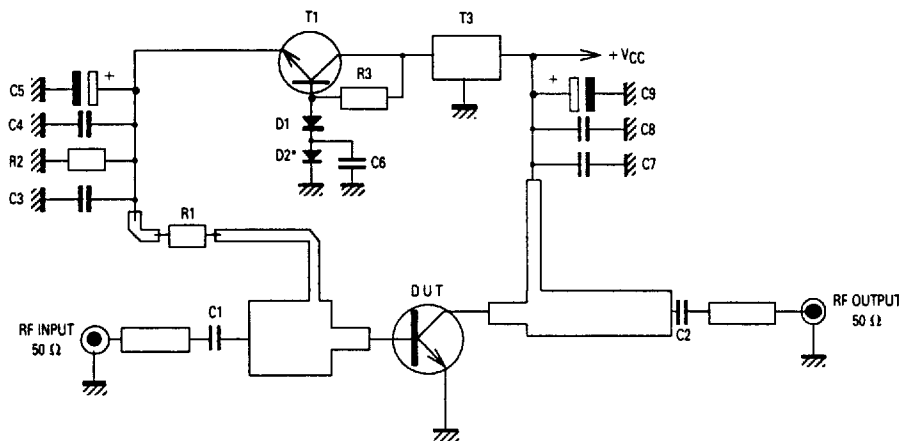 T1
T3
+VCC
C5
+
R3
+
C9
C4
D1
C8
R2
D2*
C6
C7
C3
R1
DUT
C1
RF INPUT
50 Ω
C2
RF OUTPUT
50 Ω